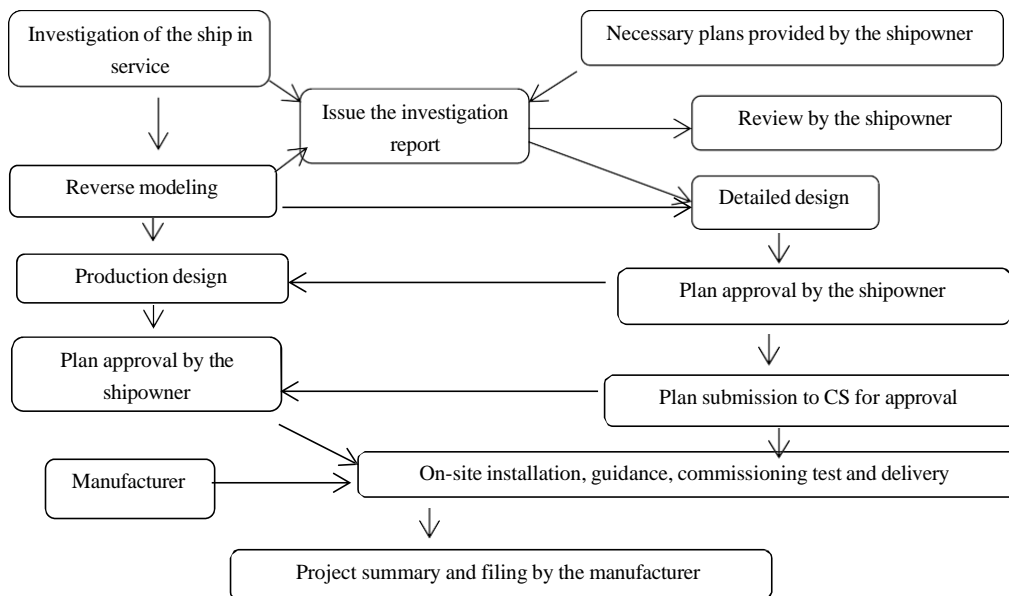 Investigation of the ship in
service
Necessary plans provided by the shipowner
Issue the investigation
report
Review by the shipowner
Reverse modeling
Detailed design
Production design
Plan approval by the shipowner
Plan approval by the
shipowner
Plan submission to CS for approval
Manufacturer
On-site installation, guidance, commissioning test and delivery
Project summary and filing by the manufacturer